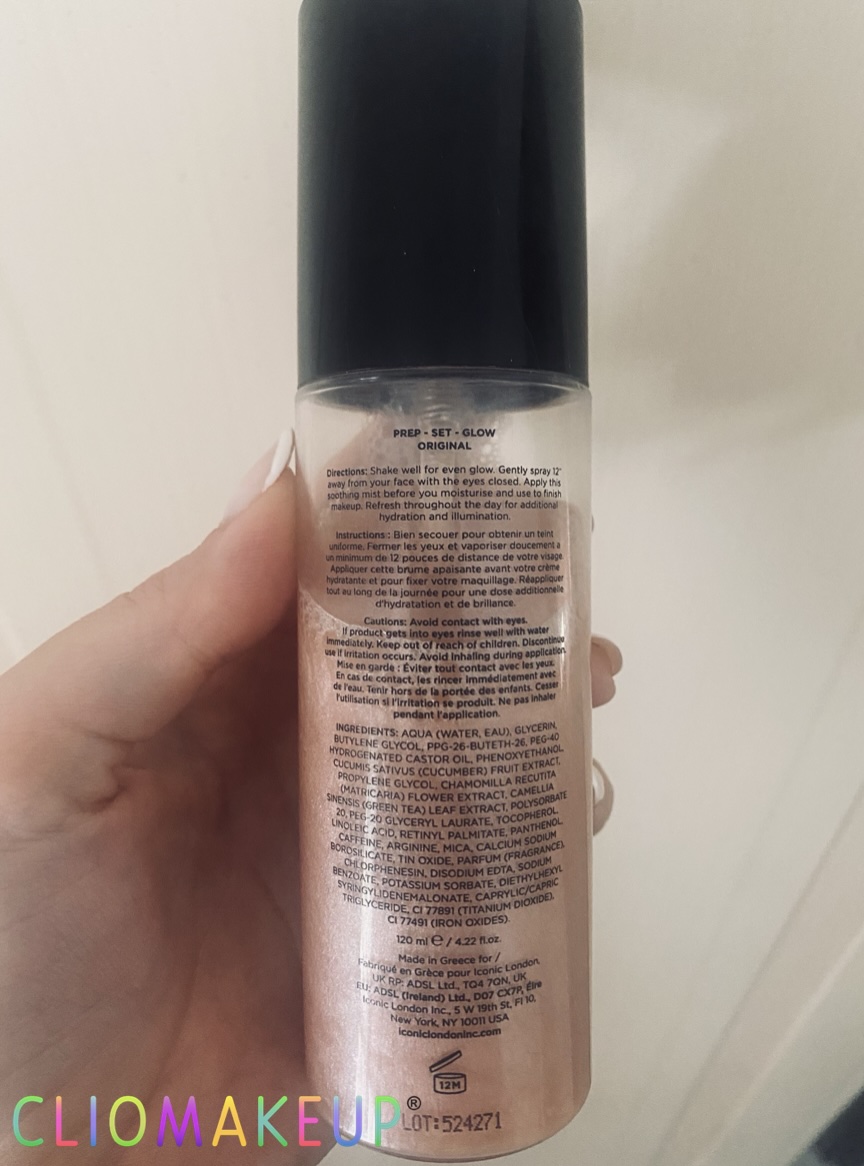 PREP - SET - GLOW
ORIGINAL
Directions: Shake well for even glow. Gently spray 12"
away from your face with the eyes closed. Apply this
soothing mist before you moisturise and use to finish
makeup. Refresh throughout the day for additional
hydration and illumination.
Instructions : Bien secouer pour obtenir un teint
uniforme. Fermer les yeux et vaporiser doucement à
un minimum de 12 pouces de distance de votre visage.
Appliquer cette brume apaisante avant votre crème
hydratante et pour fixer votre maquillage. Réappliquer
tout au long de la journée pour une dose additionnelle
d'hydratation et de brillance.
Cautions: Avoid contact with eyes.
If product gets into eyes rinse well with water
immediately. Keep out of reach of children. Discontinue
use if irritation occurs. Avoid inhaling during application.
Mise en garde : Éviter tout contact avec les yeux.
En cas de contact, les rincer immédiatement avec
de l'eau. Tenir hors de la portée des enfants. Cesser
l'utilisation si l'irritation se produit. Ne pas inhaler
pendant l'application.
INGREDIENTS: AQUA (WATER, EAU), GLYCERIN,
BUTYLENE GLYCOL, PPG-26-BUTETH-26, PEG-40
HYDROGENATED CASTOR OIL, PHENOXYETHANOL,
CUCUMIS SATIVUS (CUCUMBER) FRUIT EXTRACT,
PROPYLENE GLYCOL, CHAMOMILLA RECUTITA
(MATRICARIA) FLOWER EXTRACT, CAMELLIA
SINENSIS (GREEN TEA) LEAF EXTRACT, POLYSORBATE
20, PEG-20 GLYCERYL LAURATE, TOCOPHEROL,
LINOLEIC ACID, RETINYL PALMITATE, PANTHENOL,
CAFFEINE, ARGININE, MICA, CALCIUM SODIUM
BOROSILICATE, TIN OXIDE, PARFUM (FRAGRANCE),
CHLORPHENESIN, DISODIUM EDTA, SODIUM
BENZOATE, POTASSIUM SORBATE, DIETHYLHEXYL
SYRINGYLIDENEMALONATE, CAPRYLIC/CAPRIC
TRIGLYCERIDE, CI 77891 (TITANIUM DIOXIDE),
CI 77491 (IRON OXIDES).
120 ml ℮ / 4.22 fl.oz.
Made in Greece for /
Fabriqué en Grèce pour Iconic London,
UK RP: ADSL Ltd., TQ4 7QN, UK
EU: ADSL (Ireland) Ltd., D07 CX7P, Éire
Iconic London Inc., 5 W 19th St, Fl 10,
New York, NY 10011 USA
iconiclondoninc.com
12M
LOT:524271
CLIOMAKEUP®